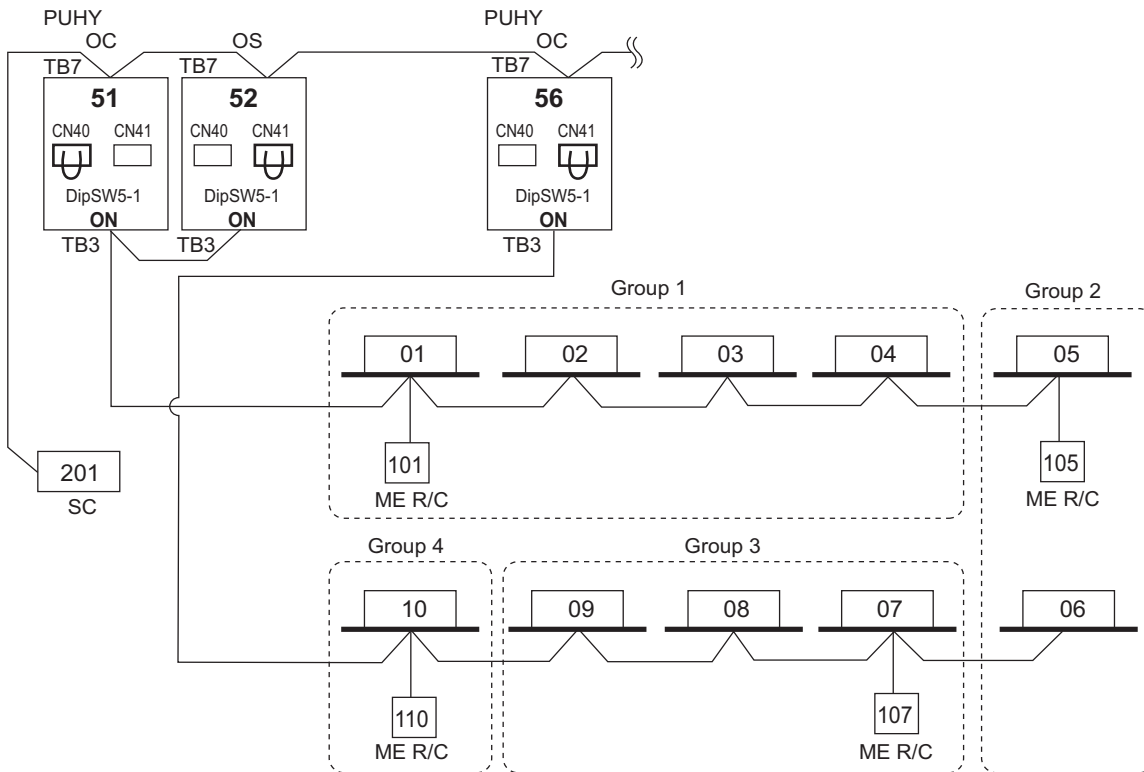 PUHY PUHY
OC OS OC
TB7 TB7 TB7
51 52 56
CN40 CN41 CN40 CN41 CN40 CN41
DipSW5-1 DipSW5-1 DipSW5-1
ON ON ON
TB3 TB3 TB3
Group 1 Group 2
01 02 03 04 05
101 105
ME R/C ME R/C
201
SC
Group 4 Group 3
10 09 08 07 06
110 107
ME R/C ME R/C